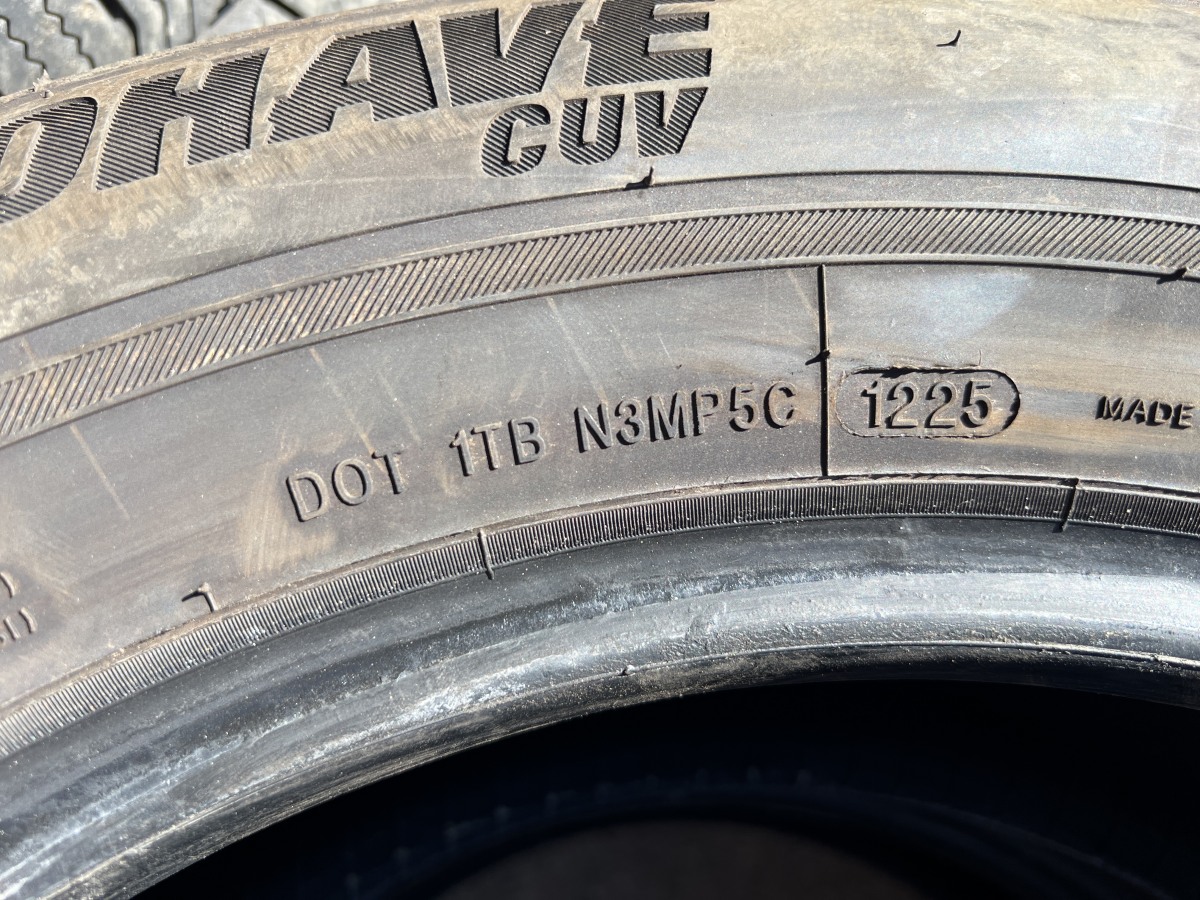 OHAVE
CUV
DOT 1TB N3MP5C 1225 MADE